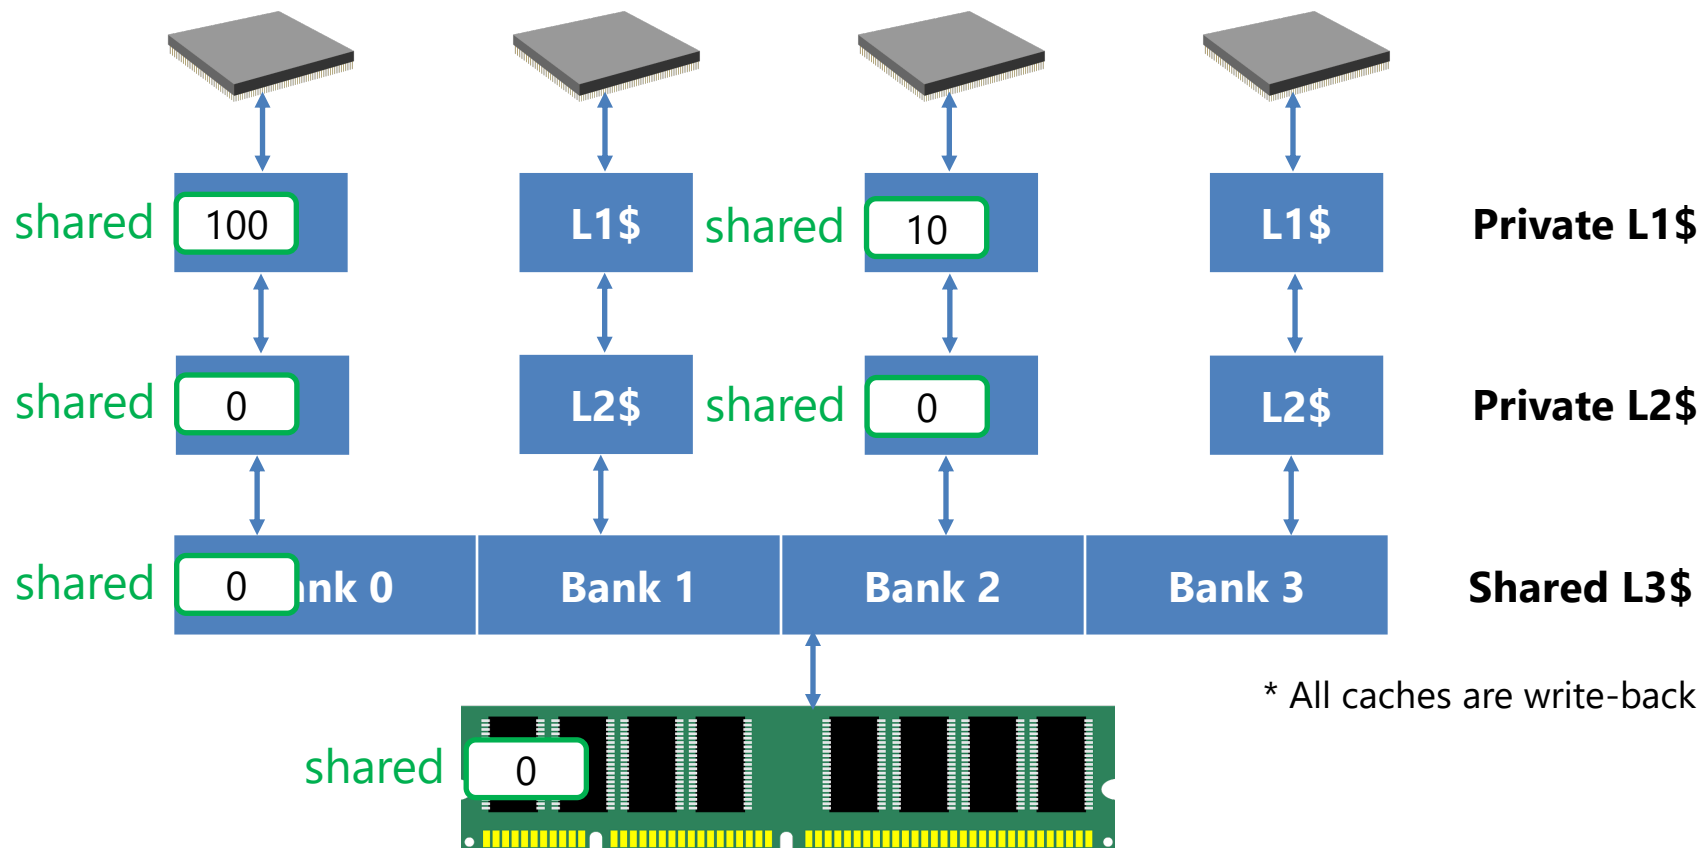 shared 100 L1$ shared 10 L1$ Private L1$
shared 0 L2$ shared 0 L2$ Private L2$
shared 0 nk 0 Bank 1 Bank 2 Bank 3 Shared L3$
* All caches are write-back
shared 0